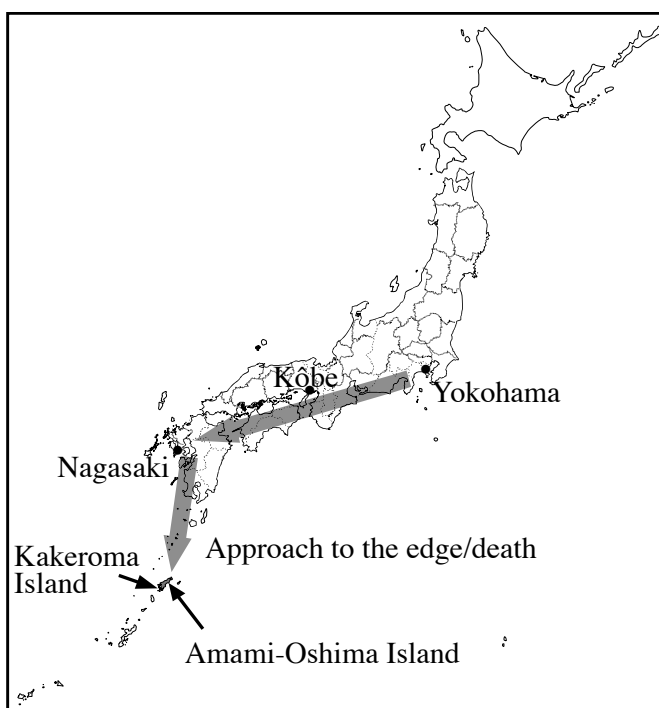 Kôbe
Yokohama
Nagasaki
Approach to the edge/death
Kakeroma
Island
Amami-Oshima Island